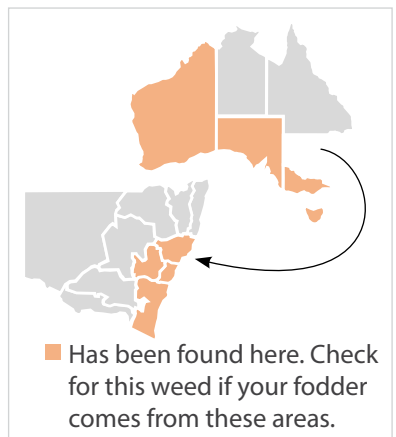 Has been found here. Check
for this weed if your fodder
comes from these areas.